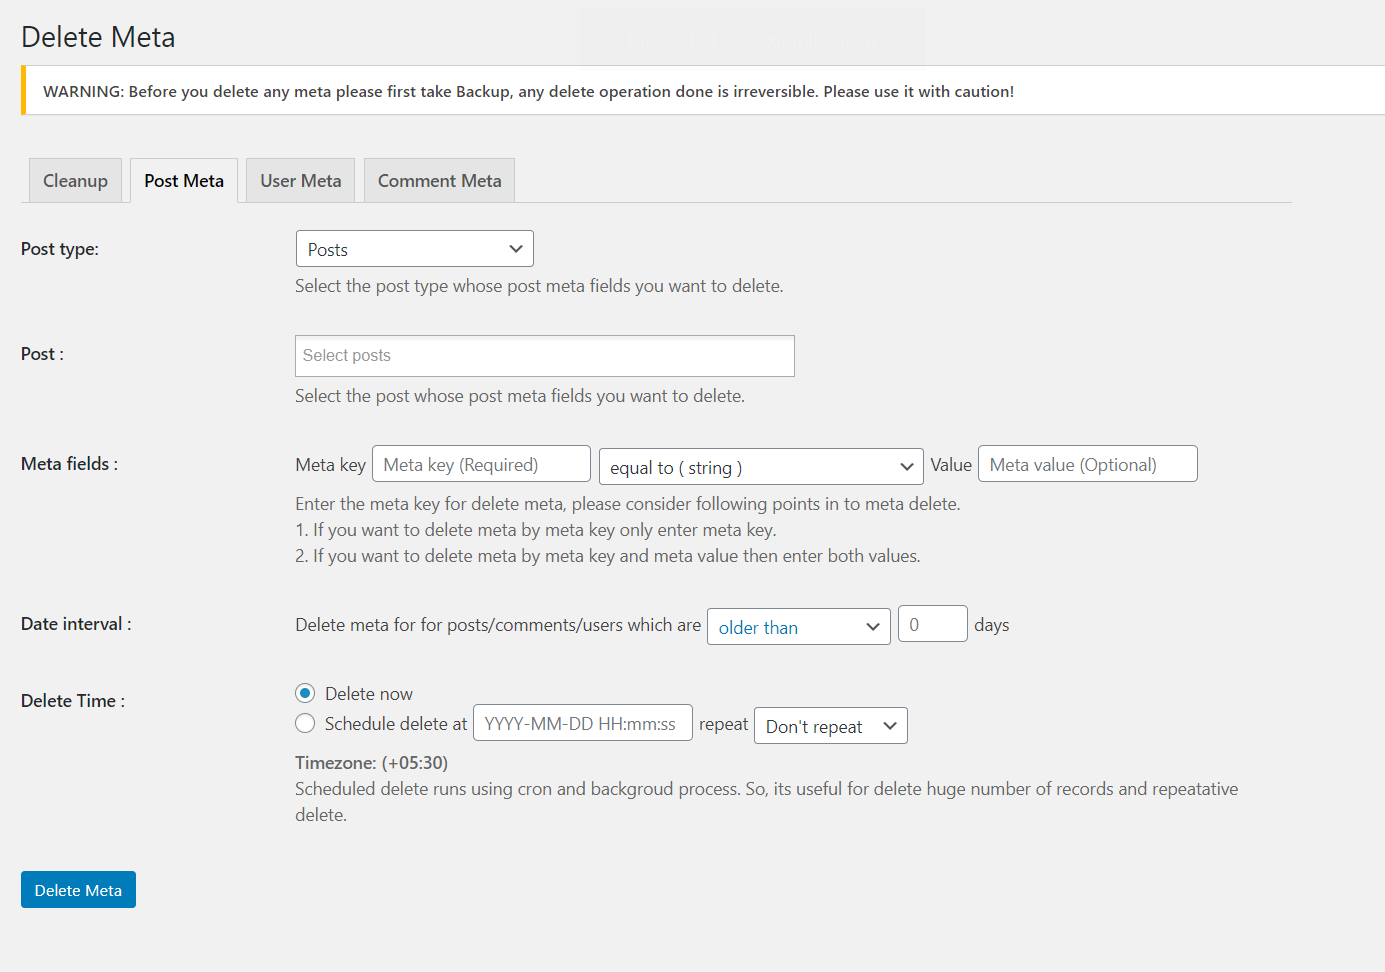 Delete Meta
WARNING: Before you delete any meta please first take Backup, any delete operation done is irreversible. Please use it with caution!
Cleanup Post Meta User Meta Comment Meta
Post type: Posts
Select the post type whose post meta fields you want to delete.
Post : Select posts
Select the post whose post meta fields you want to delete.
Meta fields : Meta key Meta key (Required) equal to ( string ) Value Meta value (Optional)
Enter the meta key for delete meta, please consider following points in to meta delete.
1. If you want to delete meta by meta key only enter meta key.
2. If you want to delete meta by meta key and meta value then enter both values.
Date interval : Delete meta for for posts/comments/users which are older than 0 days
Delete Time : Delete now
Schedule delete at YYYY-MM-DD HH:mm:ss repeat Don't repeat
Timezone: (+05:30)
Scheduled delete runs using cron and backgroud process. So, its useful for delete huge number of records and repeatative
delete.
Delete Meta